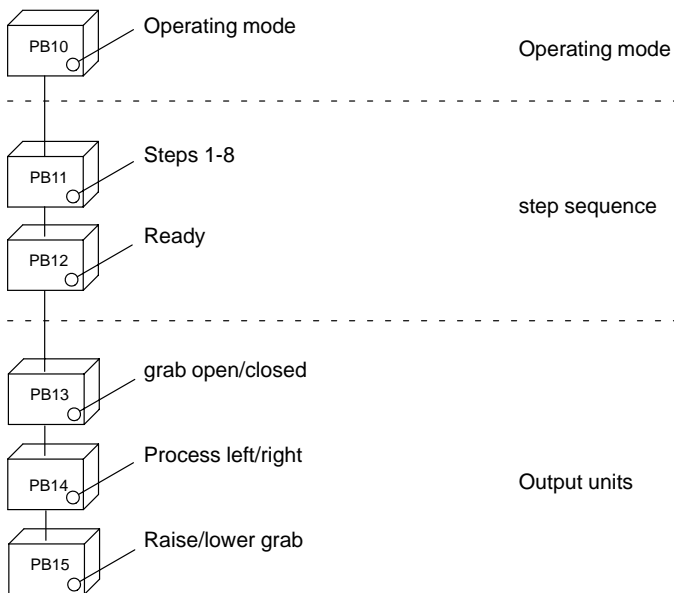 PB10
Operating mode
Operating mode
PB11
Steps 1-8
step sequence
PB12
Ready
PB13
grab open/closed
PB14
Process left/right
Output units
PB15
Raise/lower grab